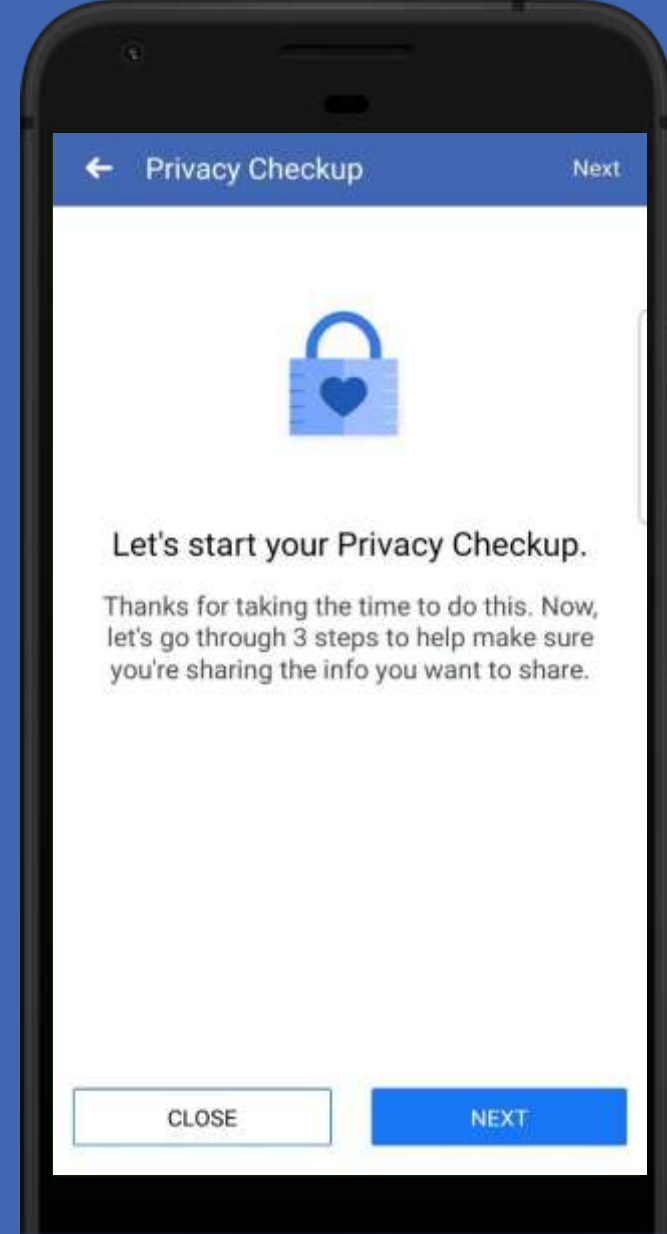 Privacy Checkup Next
Let's start your Privacy Checkup.
Thanks for taking the time to do this. Now,
let's go through 3 steps to help make sure
you're sharing the info you want to share.
CLOSE NEXT